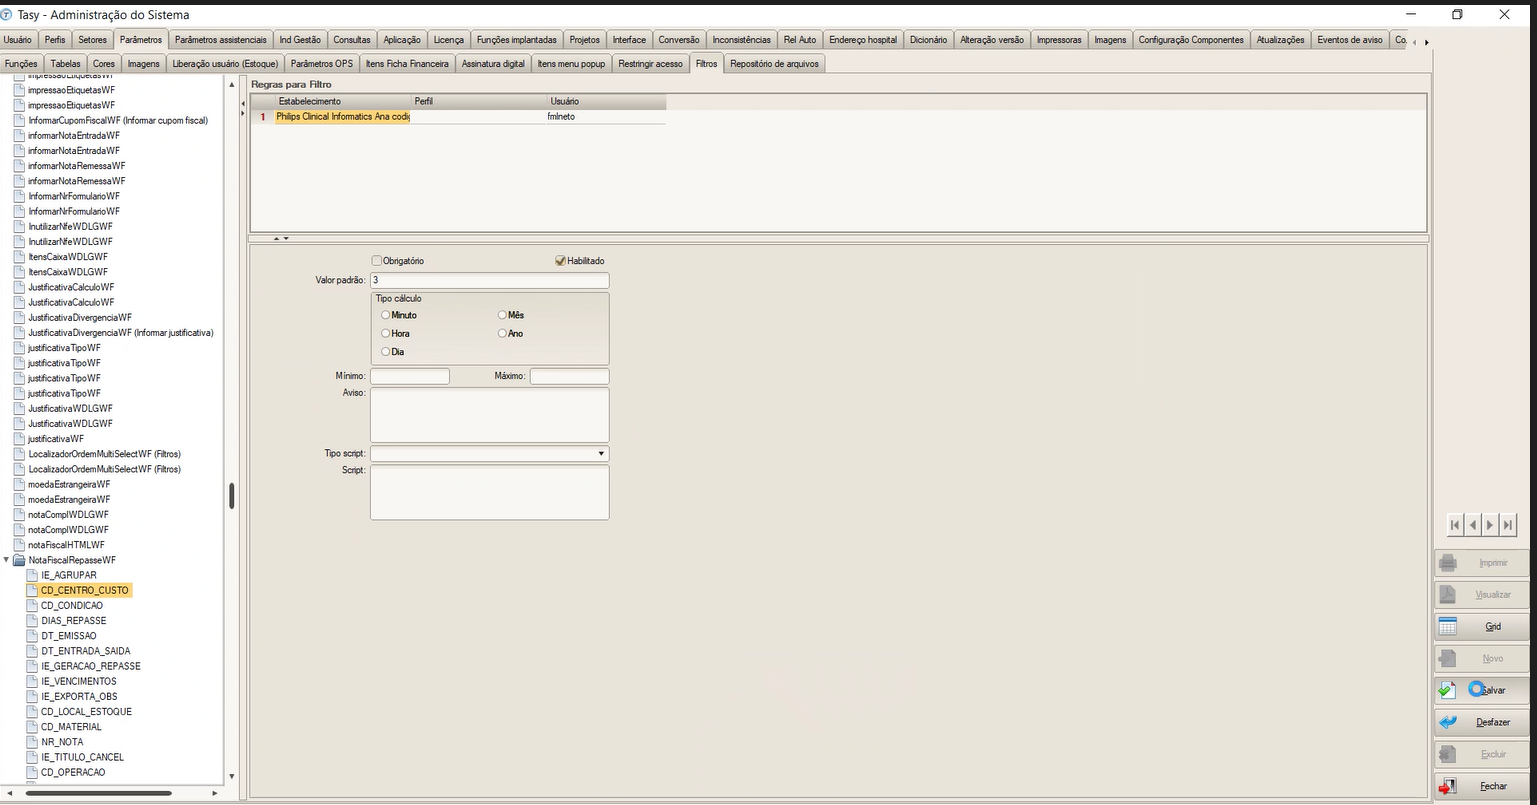 Tasy - Administração do Sistema
Usuário Perfis Setores Parâmetros Parâmetros assistenciais Ind Gestão Consultas Aplicação Licença Funções implantadas Projetos Interface Conversão Inconsistências Rel Auto Endereço hospital Dicionário Alteração versão Impressoras Imagens Configuração Componentes Atualizações Eventos de aviso Co.
Funções Tabelas Cores Imagens Liberação usuário (Estoque) Parâmetros OPS Itens Ficha Financeira Assinatura digital Itens menu popup Restringir acesso Filtros Repositório de arquivos
impressaoEtiquetasWF
impressaoEtiquetasWF
impressaoEtiquetasWF
InformarCupomFiscalWF (Informar cupom fiscal)
informarNotaEntradaWF
informarNotaEntradaWF
informarNotaRemessaWF
informarNotaRemessaWF
InformarNrFormularioWF
InformarNrFormularioWF
InutilizarNfeWDLGWF
InutilizarNfeWDLGWF
ItensCaixaWDLGWF
ItensCaixaWDLGWF
JustificativaCalculoWF
JustificativaCalculoWF
JustificativaDivergenciaWF
JustificativaDivergenciaWF (Informar justificativa)
justificativaTipoWF
justificativaTipoWF
justificativaTipoWF
justificativaTipoWF
JustificativaWDLGWF
JustificativaWDLGWF
justificativaWF
LocalizadorOrdemMultiSelectWF (Filtros)
LocalizadorOrdemMultiSelectWF (Filtros)
moedaEstrangeiraWF
moedaEstrangeiraWF
notaComplWDLGWF
notaComplWDLGWF
notaFiscalHTMLWF
NotaFiscalRepasseWF
IE_AGRUPAR
CD_CENTRO_CUSTO
CD_CONDICAO
DIAS_REPASSE
DT_EMISSAO
DT_ENTRADA_SAIDA
IE_GERACAO_REPASSE
IE_VENCIMENTOS
IE_EXPORTA_OBS
CD_LOCAL_ESTOQUE
CD_MATERIAL
NR_NOTA
IE_TITULO_CANCEL
CD_OPERACAO
Regras para Filtro
Estabelecimento Perfil Usuário
1 Philips Clinical Informatics Ana codig fmlneto
Obrigatório Habilitado
Valor padrão: 3
Tipo cálculo
Minuto Mês
Hora Ano
Dia
Mínimo: Máximo:
Aviso:
Tipo script:
Script:
Imprimir
Visualizar
Grid
Novo
Salvar
Desfazer
Excluir
Fechar